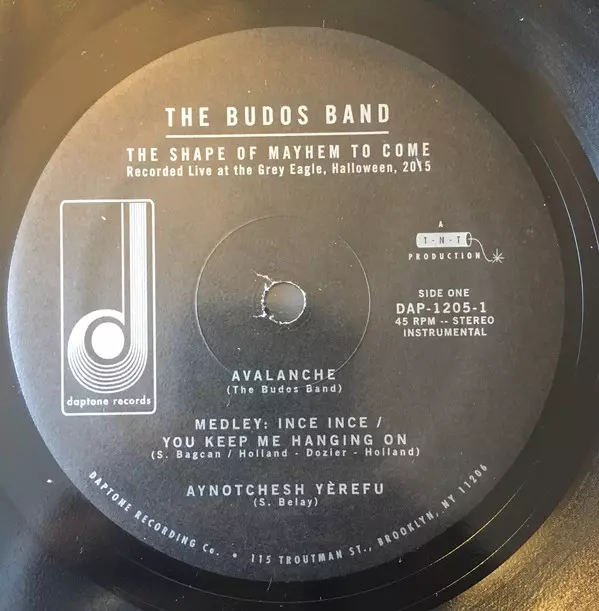 THE BUDOS BAND
THE SHAPE OF MAYHEM TO COME
Recorded Live at the Grey Eagle, Halloween, 2015
daptone records
A
T-N-T
PRODUCTION
SIDE ONE
DAP-1205-1
45 RPM -- STEREO
INSTRUMENTAL
AVALANCHE
(The Budos Band)
MEDLEY: INCE INCE /
YOU KEEP ME HANGING ON
(S. Bagcan / Holland - Dozier - Holland)
AYNOTCHESH YÈREFU
(S. Belay)
DAPTONE RECORDING Co. • 115 TROUTMAN ST., BROOKLYN, NY 11206